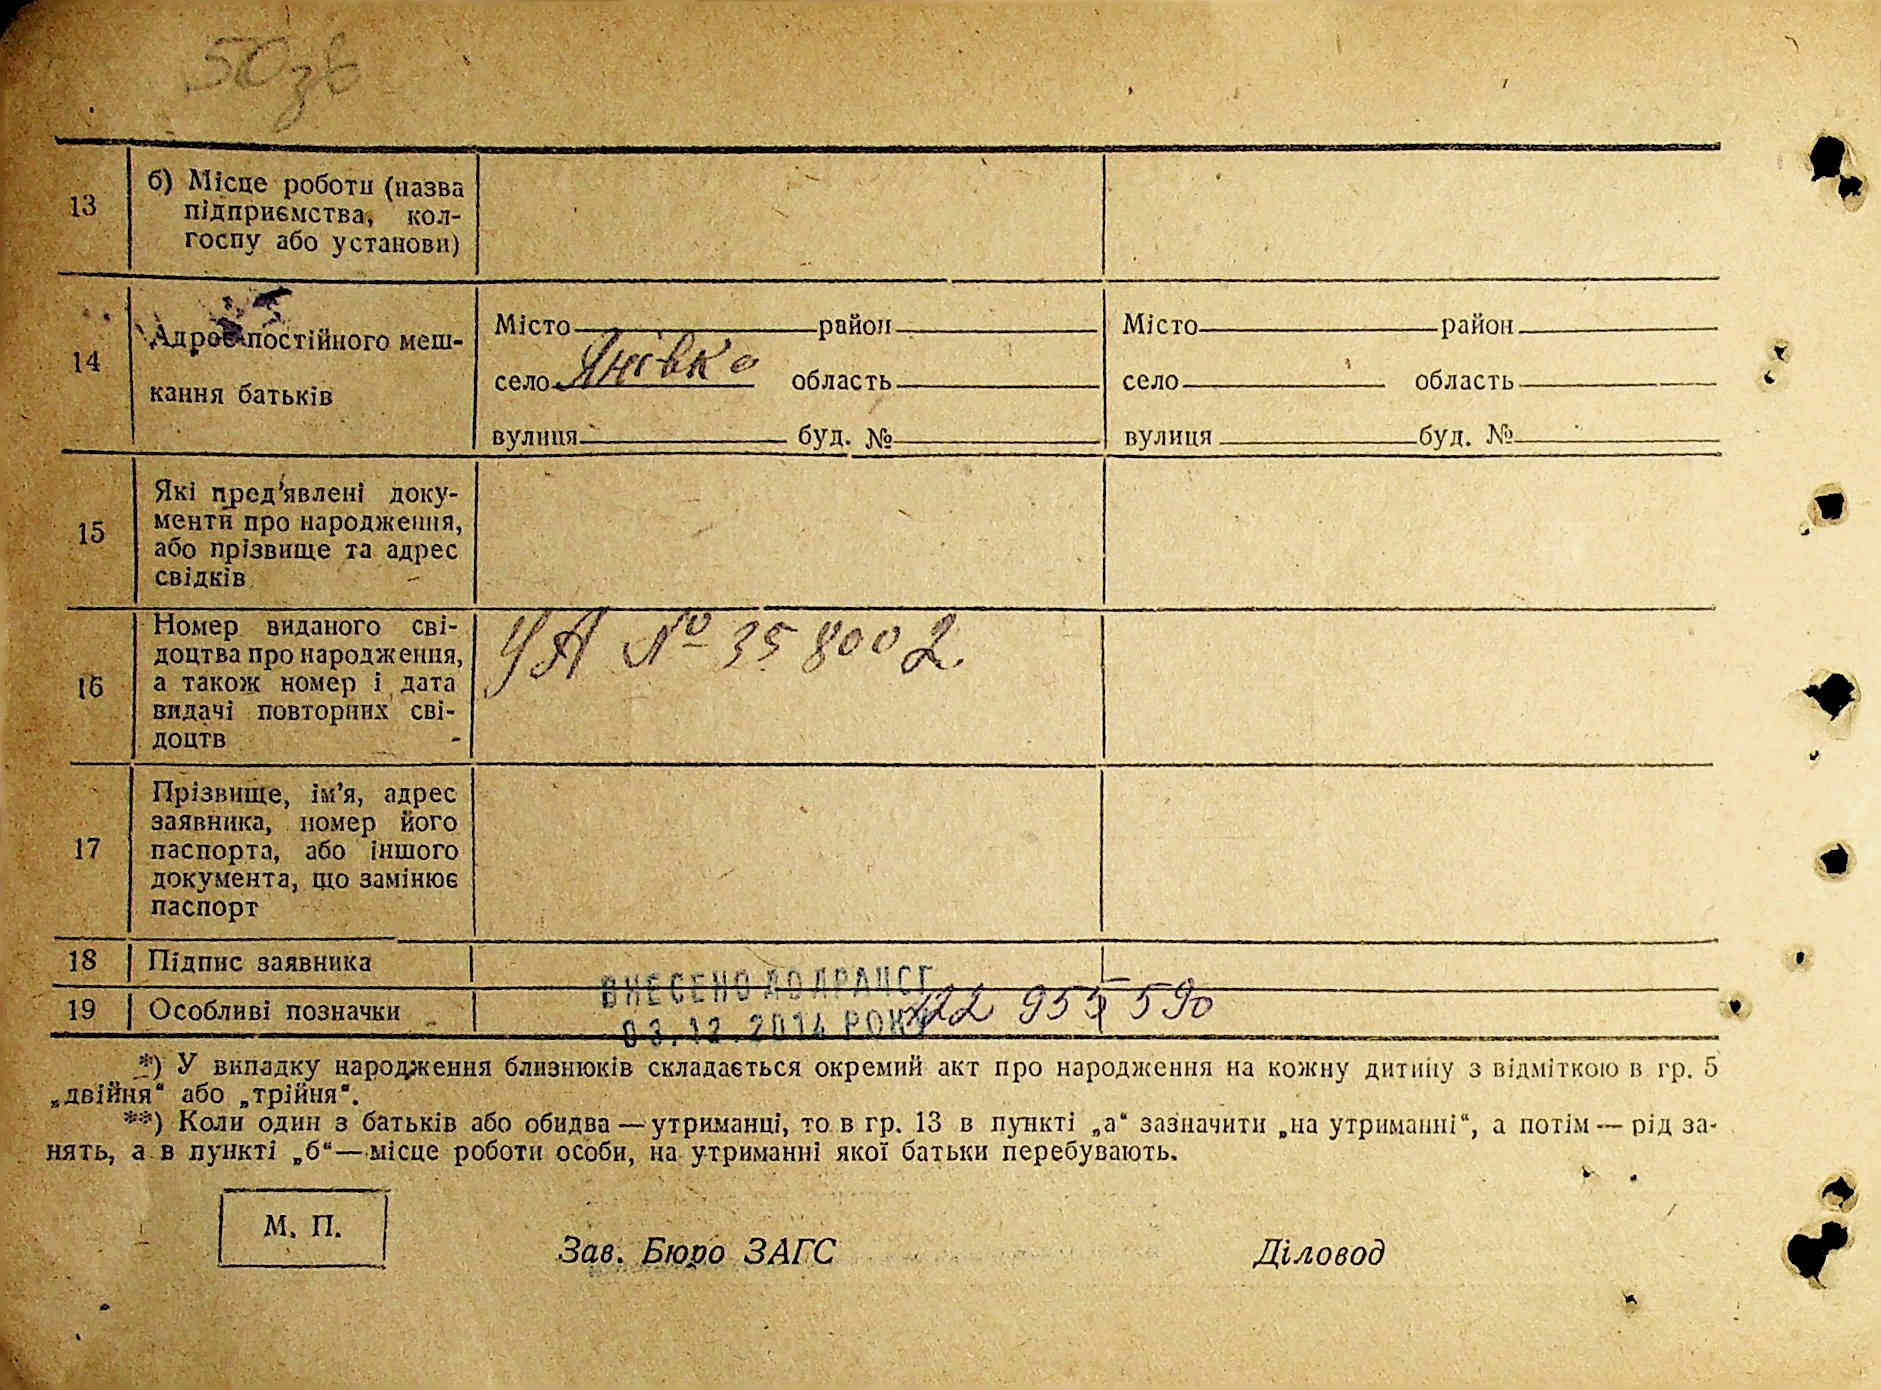 50зв
13
б) Місце роботи (назва
підприємства, кол-
госпу або установи)
14
Адрес постійного меш-
кання батьків
Місто район
село Янівка область
вулиця буд. №
Місто район
село область
вулиця буд. №
15
Які пред'явлені доку-
менти про народження,
або прізвище та адрес
свідків
16
Номер виданого сві-
доцтва про народження,
а також номер і дата
видачі повторних сві-
доцтв
УА № 358002
17
Прізвище, ім'я, адрес
заявника, номер його
паспорта, або іншого
документа, що замінює
паспорт
18
Підпис заявника
19
Особливі позначки
ВНЕСЕНО ДО ДРАЦСГ
03.12.2014 РОКУ
122 955 590
*) У випадку народження близнюків складається окремий акт про народження на кожну дитину з відміткою в гр. 5
„двійня“ або „трійня“.
**) Коли один з батьків або обидва — утриманці, то в гр. 13 в пункті „а“ зазначити „на утриманні“, а потім — рід за-
нять, а в пункті „б“ — місце роботи особи, на утриманні якої батьки перебувають.
М. П.
Зав. Бюро ЗАГС
Діловод